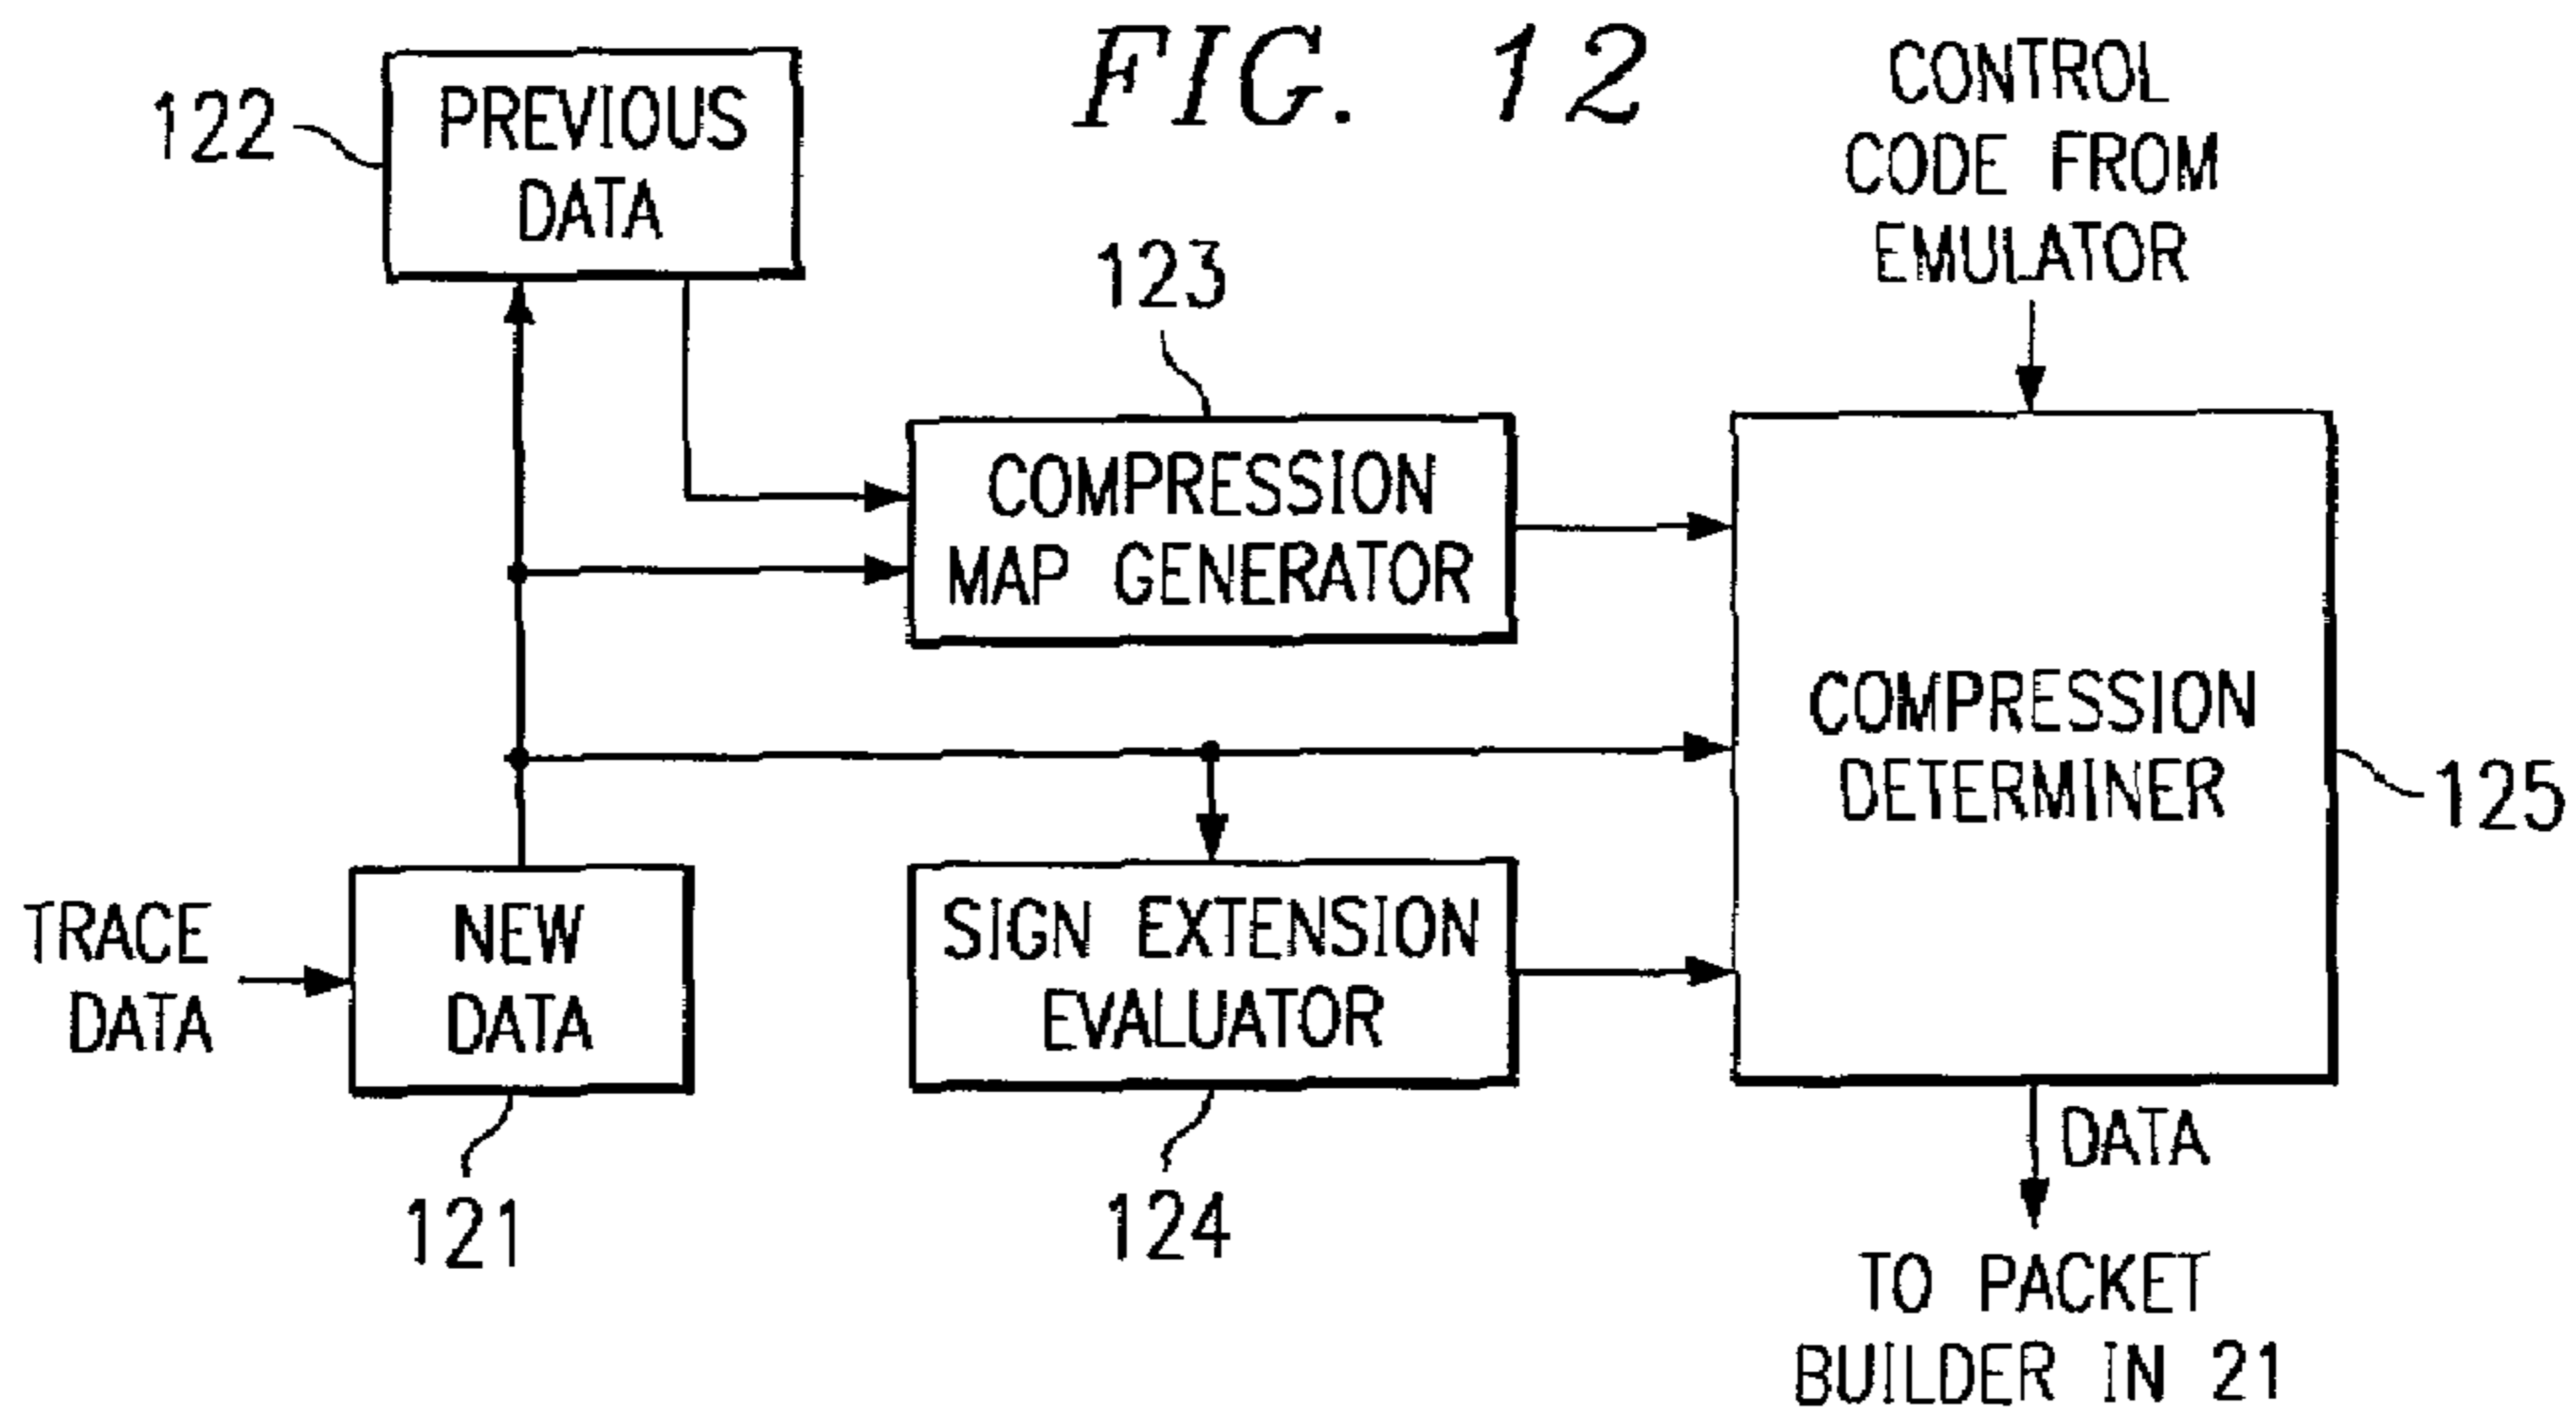 FIG. 12
122
PREVIOUS
DATA
CONTROL
CODE FROM
EMULATOR
123
COMPRESSION
MAP GENERATOR
COMPRESSION
DETERMINER
125
TRACE
DATA
NEW
DATA
121
SIGN EXTENSION
EVALUATOR
124
DATA
TO PACKET
BUILDER IN 21